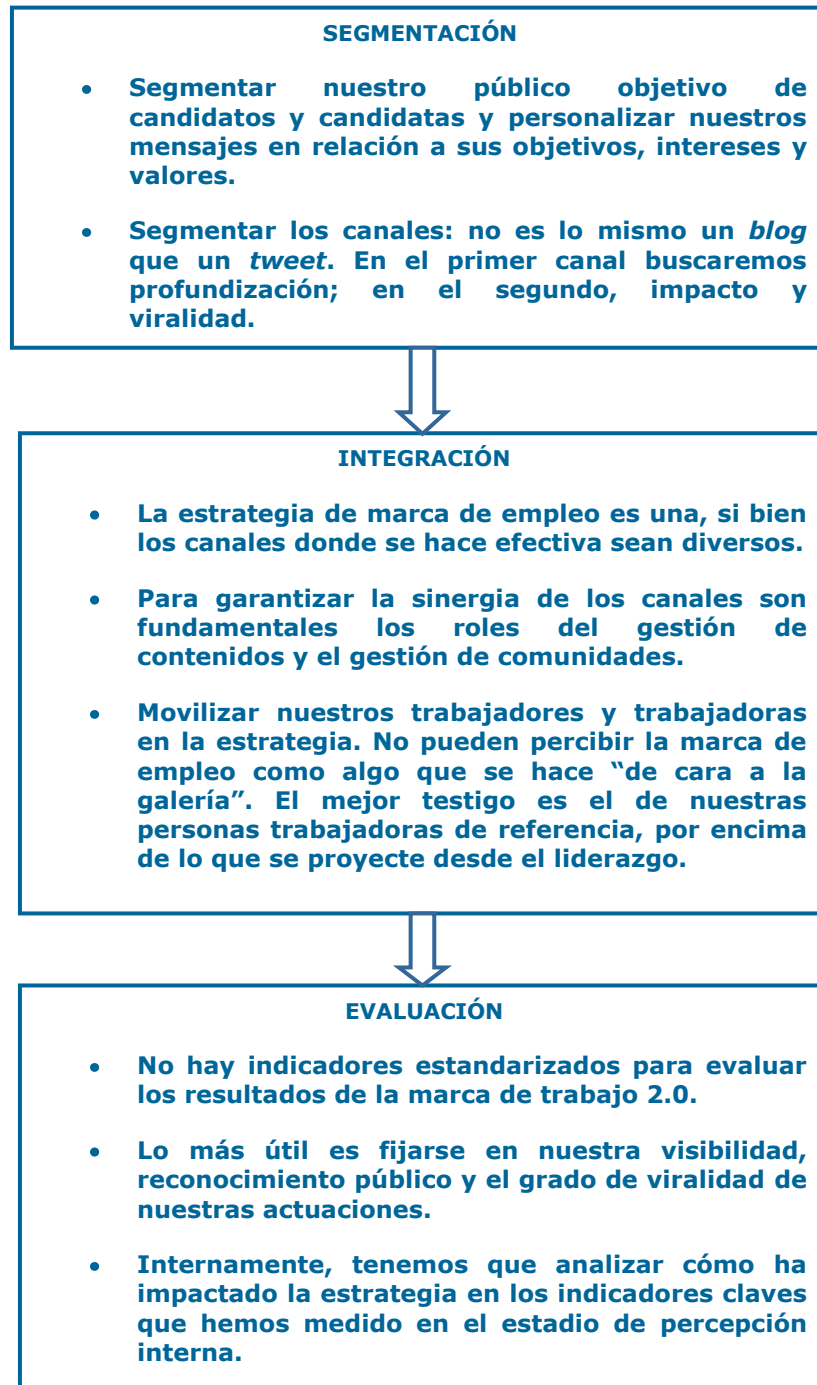 SEGMENTACIÓN
• Segmentar nuestro público objetivo de
candidatos y candidatas y personalizar nuestros
mensajes en relación a sus objetivos, intereses y
valores.
• Segmentar los canales: no es lo mismo un blog
que un tweet. En el primer canal buscaremos
profundización; en el segundo, impacto y
viralidad.
INTEGRACIÓN
• La estrategia de marca de empleo es una, si bien
los canales donde se hace efectiva sean diversos.
• Para garantizar la sinergia de los canales son
fundamentales los roles del gestión de
contenidos y el gestión de comunidades.
• Movilizar nuestros trabajadores y trabajadoras
en la estrategia. No pueden percibir la marca de
empleo como algo que se hace “de cara a la
galería”. El mejor testigo es el de nuestras
personas trabajadoras de referencia, por encima
de lo que se proyecte desde el liderazgo.
EVALUACIÓN
• No hay indicadores estandarizados para evaluar
los resultados de la marca de trabajo 2.0.
• Lo más útil es fijarse en nuestra visibilidad,
reconocimiento público y el grado de viralidad de
nuestras actuaciones.
• Internamente, tenemos que analizar cómo ha
impactado la estrategia en los indicadores claves
que hemos medido en el estadio de percepción
interna.